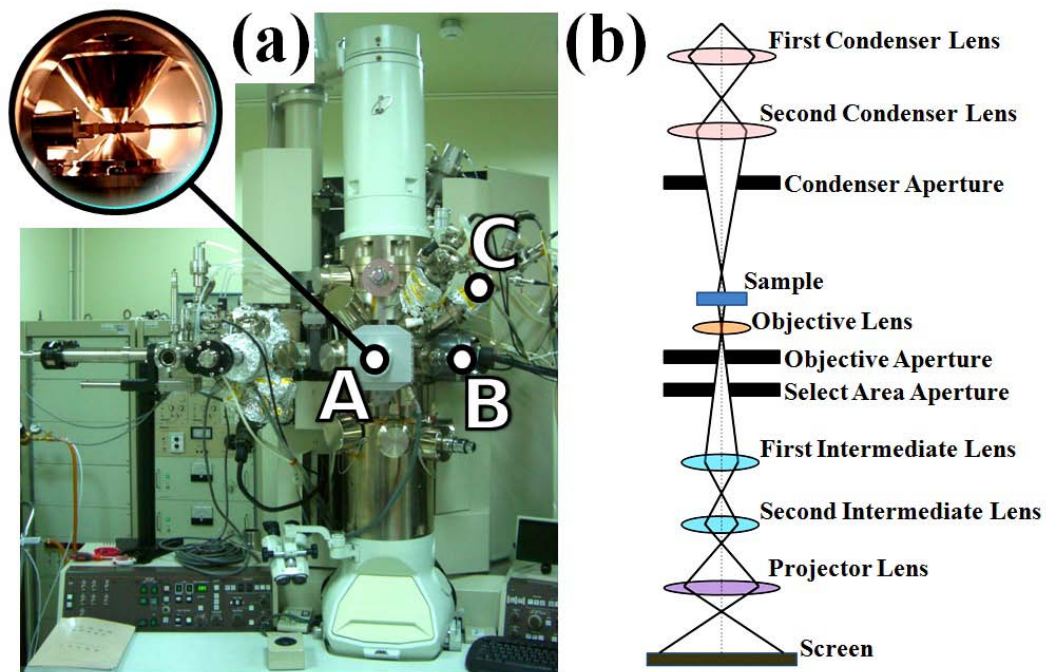 (a)
C
A
B
(b)
First Condenser Lens
Second Condenser Lens
Condenser Aperture
Sample
Objective Lens
Objective Aperture
Select Area Aperture
First Intermediate Lens
Second Intermediate Lens
Projector Lens
Screen